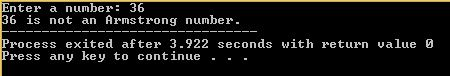 Enter a number: 36
36 is not an Armstrong number.
--------------------------------
Process exited after 3.922 seconds with return value 0
Press any key to continue . . .